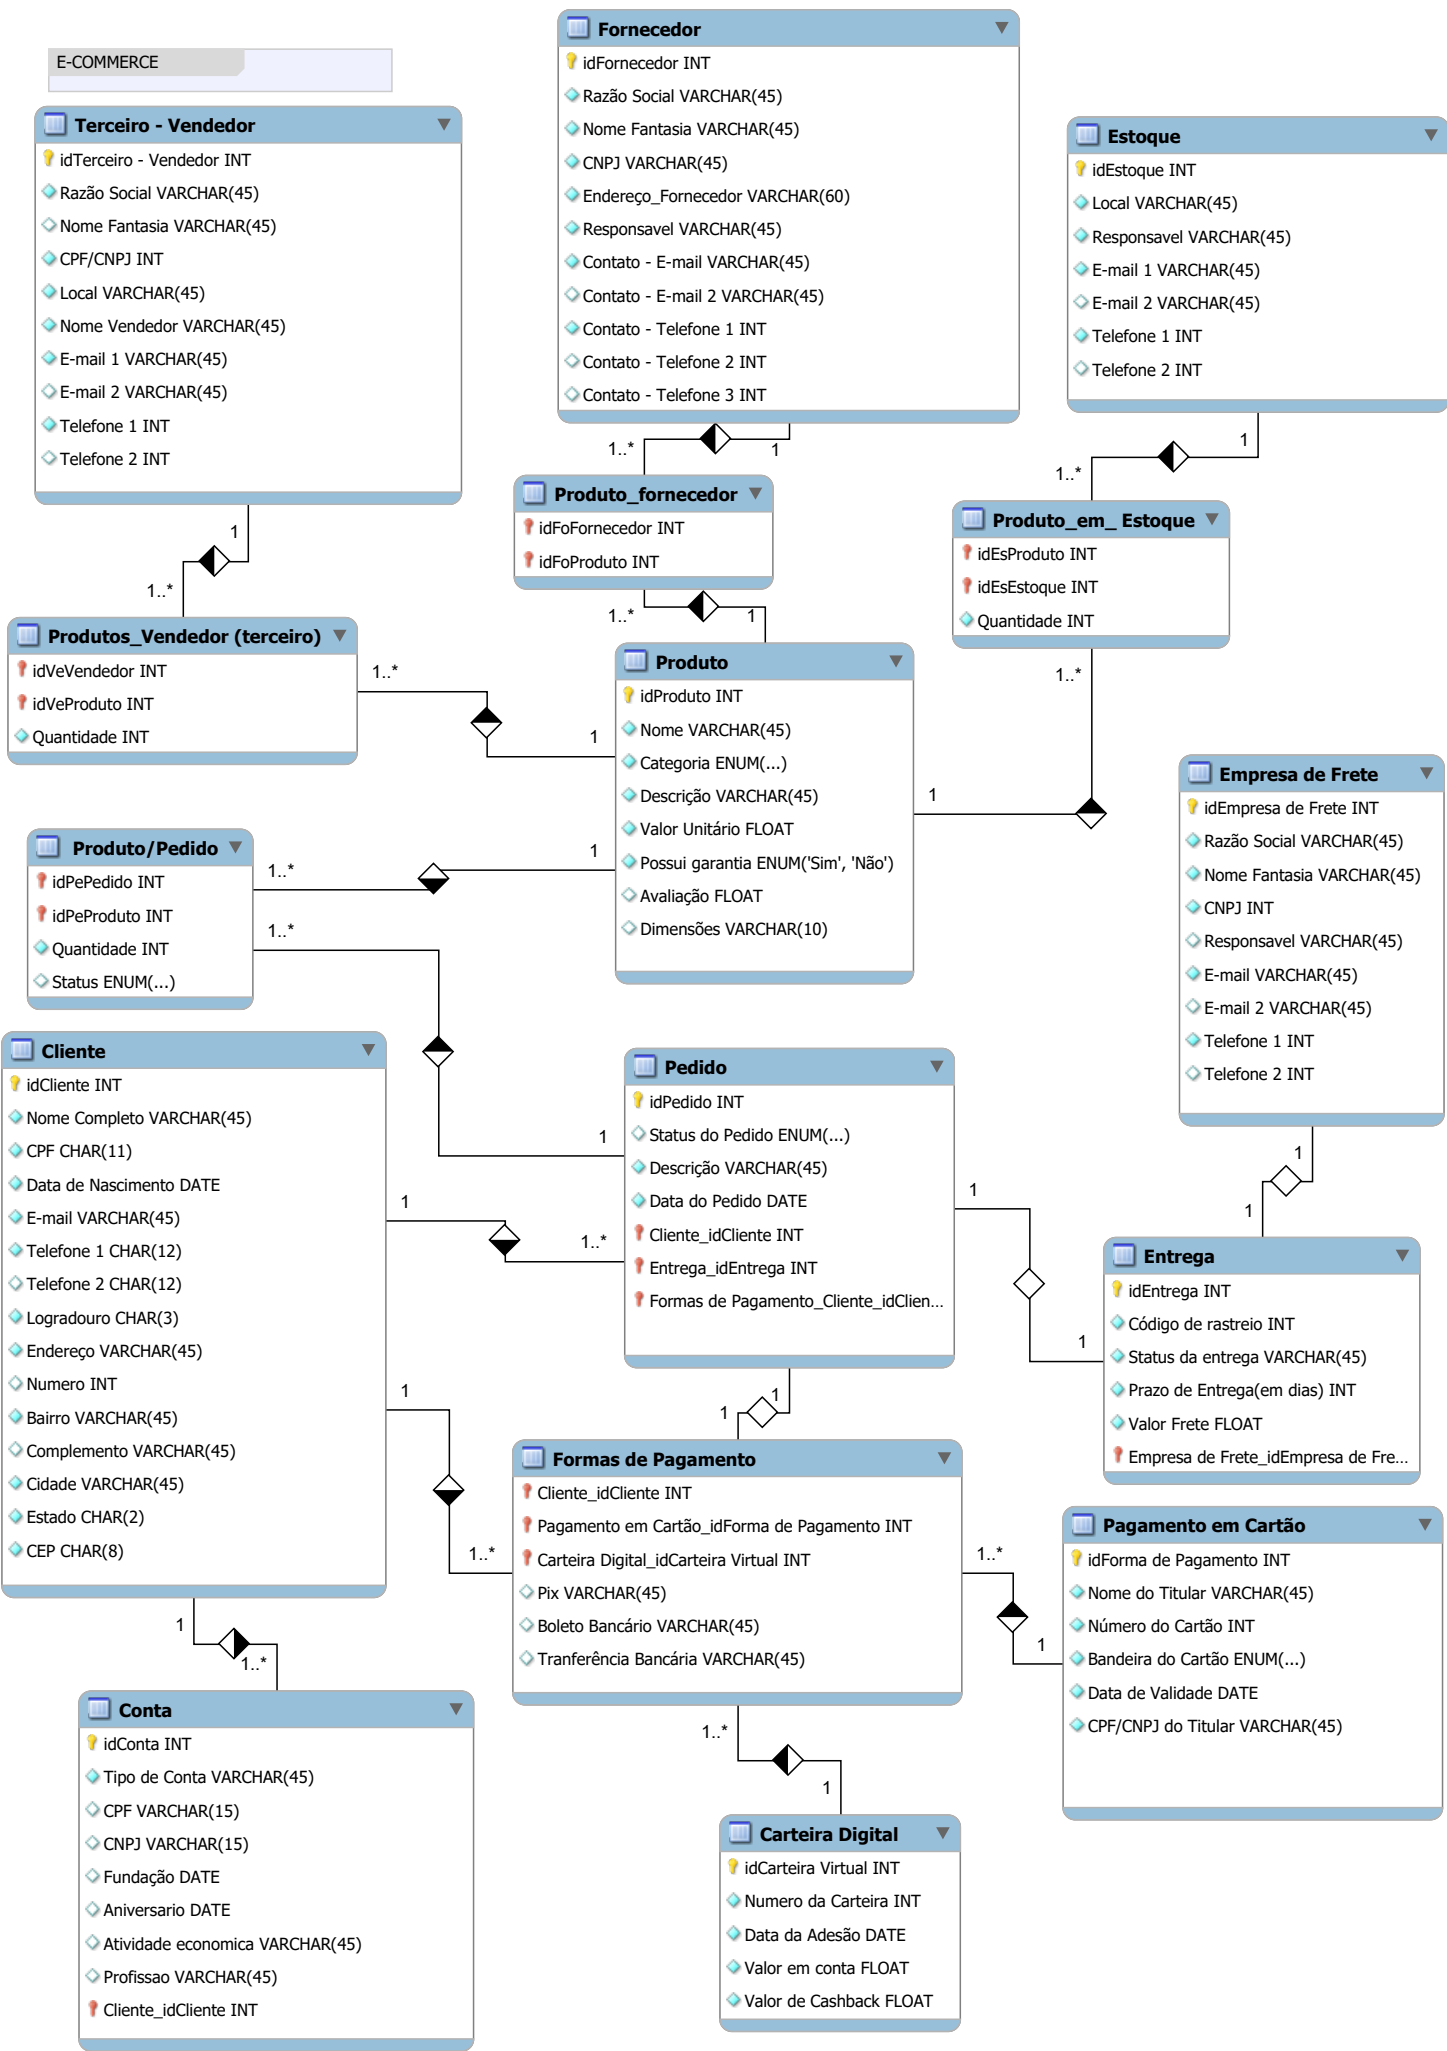 E-COMMERCE
Terceiro - Vendedor
idTerceiro - Vendedor INT
Razão Social VARCHAR(45)
Nome Fantasia VARCHAR(45)
CPF/CNPJ INT
Local VARCHAR(45)
Nome Vendedor VARCHAR(45)
E-mail 1 VARCHAR(45)
E-mail 2 VARCHAR(45)
Telefone 1 INT
Telefone 2 INT
Fornecedor
idFornecedor INT
Razão Social VARCHAR(45)
Nome Fantasia VARCHAR(45)
CNPJ VARCHAR(45)
Endereço_Fornecedor VARCHAR(60)
Responsavel VARCHAR(45)
Contato - E-mail VARCHAR(45)
Contato - E-mail 2 VARCHAR(45)
Contato - Telefone 1 INT
Contato - Telefone 2 INT
Contato - Telefone 3 INT
Estoque
idEstoque INT
Local VARCHAR(45)
Responsavel VARCHAR(45)
E-mail 1 VARCHAR(45)
E-mail 2 VARCHAR(45)
Telefone 1 INT
Telefone 2 INT
1
1..*
1..*
1
1
1..*
Produto_fornecedor
idFoFornecedor INT
idFoProduto INT
1..*
1
Produto_em_ Estoque
idEsProduto INT
idEsEstoque INT
Quantidade INT
1..*
1
Produtos_Vendedor (terceiro)
idVeVendedor INT
idVeProduto INT
Quantidade INT
1..*
1
Produto
idProduto INT
Nome VARCHAR(45)
Categoria ENUM(...)
Descrição VARCHAR(45)
Valor Unitário FLOAT
Possui garantia ENUM('Sim', 'Não')
Avaliação FLOAT
Dimensões VARCHAR(10)
Empresa de Frete
idEmpresa de Frete INT
Razão Social VARCHAR(45)
Nome Fantasia VARCHAR(45)
CNPJ INT
Responsavel VARCHAR(45)
E-mail VARCHAR(45)
E-mail 2 VARCHAR(45)
Telefone 1 INT
Telefone 2 INT
Produto/Pedido
idPePedido INT
idPeProduto INT
Quantidade INT
Status ENUM(...)
1..*
1
1..*
1
Cliente
idCliente INT
Nome Completo VARCHAR(45)
CPF CHAR(11)
Data de Nascimento DATE
E-mail VARCHAR(45)
Telefone 1 CHAR(12)
Telefone 2 CHAR(12)
Logradouro CHAR(3)
Endereço VARCHAR(45)
Numero INT
Bairro VARCHAR(45)
Complemento VARCHAR(45)
Cidade VARCHAR(45)
Estado CHAR(2)
CEP CHAR(8)
1
1..*
Pedido
idPedido INT
Status do Pedido ENUM(...)
Descrição VARCHAR(45)
Data do Pedido DATE
Cliente_idCliente INT
Entrega_idEntrega INT
Formas de Pagamento_Cliente_idClien...
1
1
1
1
Entrega
idEntrega INT
Código de rastreio INT
Status da entrega VARCHAR(45)
Prazo de Entrega(em dias) INT
Valor Frete FLOAT
Empresa de Frete_idEmpresa de Fre...
1
1
1
1..*
Formas de Pagamento
Cliente_idCliente INT
Pagamento em Cartão_idForma de Pagamento INT
Carteira Digital_idCarteira Virtual INT
Pix VARCHAR(45)
Boleto Bancário VARCHAR(45)
Tranferência Bancária VARCHAR(45)
1..*
1
Pagamento em Cartão
idForma de Pagamento INT
Nome do Titular VARCHAR(45)
Número do Cartão INT
Bandeira do Cartão ENUM(...)
Data de Validade DATE
CPF/CNPJ do Titular VARCHAR(45)
1
1..*
Conta
idConta INT
Tipo de Conta VARCHAR(45)
CPF VARCHAR(15)
CNPJ VARCHAR(15)
Fundação DATE
Aniversario DATE
Atividade economica VARCHAR(45)
Profissao VARCHAR(45)
Cliente_idCliente INT
1..*
1
Carteira Digital
idCarteira Virtual INT
Numero da Carteira INT
Data da Adesão DATE
Valor em conta FLOAT
Valor de Cashback FLOAT